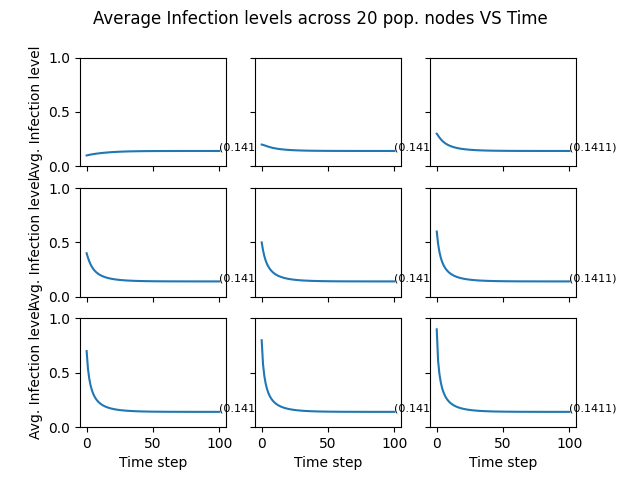 Average Infection levels across 20 pop. nodes VS Time
Avg. Infection level
1.0
0.5
0.0
(0.141
(0.141
(0.1411)
Avg. Infection level
1.0
0.5
0.0
(0.141
(0.141
(0.1411)
Avg. Infection level
1.0
0.5
0.0
(0.141
(0.141
(0.1411)
0 50 100
0 50 100
0 50 100
Time step
Time step
Time step